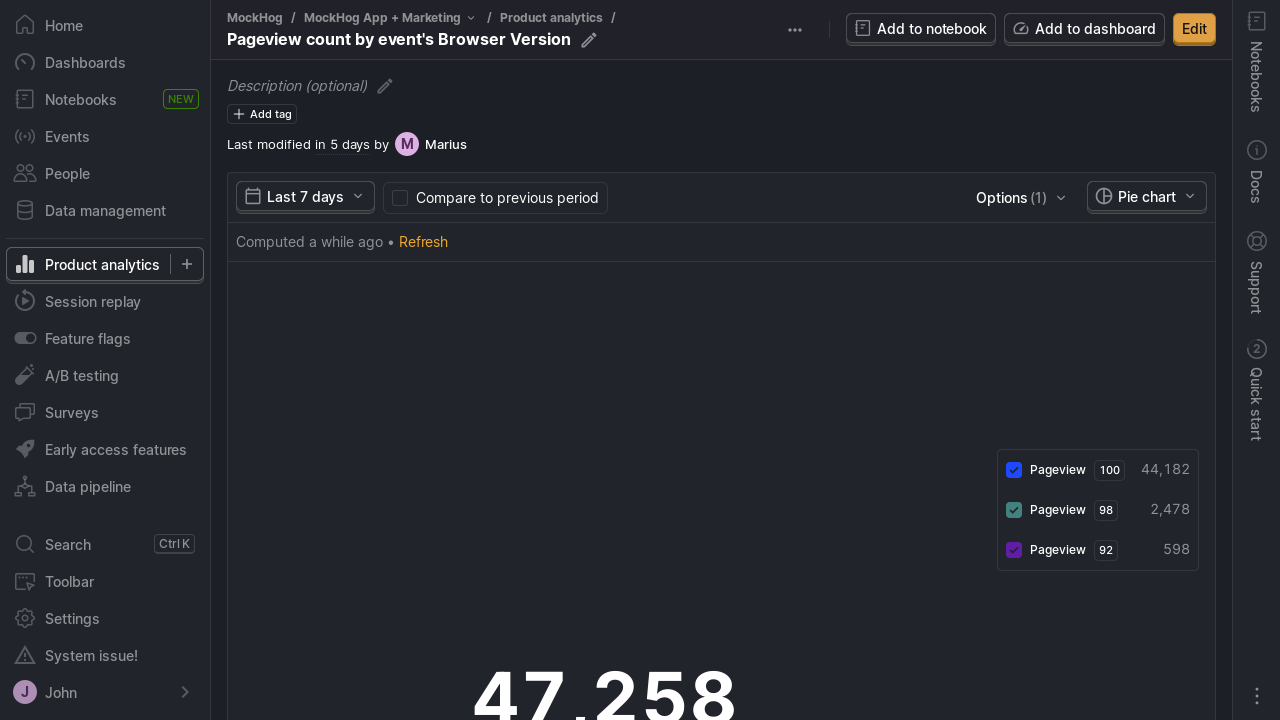 Home
Dashboards
Notebooks NEW
Events
People
Data management
Product analytics
Session replay
Feature flags
A/B testing
Surveys
Early access features
Data pipeline
Search Ctrl K
Toolbar
Settings
System issue!
J John
MockHog / MockHog App + Marketing / Product analytics /
Pageview count by event's Browser Version
Add to notebook
Add to dashboard
Edit
Description (optional)
Add tag
Last modified in 5 days by M Marius
Last 7 days
Compare to previous period
Options (1)
Pie chart
Computed a while ago • Refresh
Pageview 100 44,182
Pageview 98 2,478
Pageview 92 598
47,258
Notebooks
Docs
Support
2
Quick start